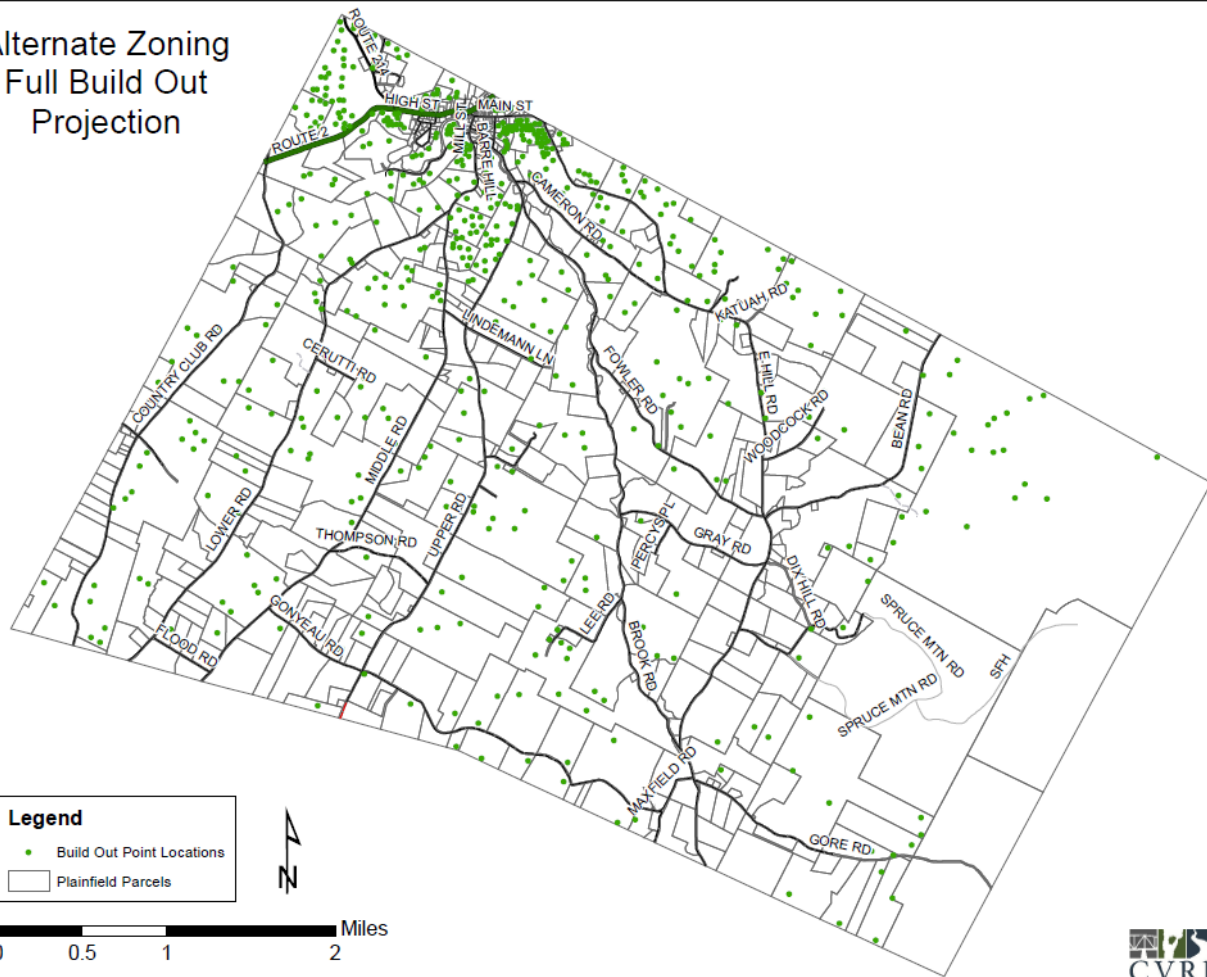 Alternate Zoning
Full Build Out
Projection
ROUTE 214
HIGH ST
MAIN ST
ROUTE 2
MILL ST
BARRE HILL
CAMERON RD
KATUAH RD
LINDEMANN LN
COUNTRY CLUB RD
CERUTTI RD
FOWLER RD
E HILL RD
WOODCOCK RD
BEAN RD
MIDDLE RD
LOWER RD
UPPER RD
THOMPSON RD
PERCYS PL
GRAY RD
DIX HILL RD
GONYEAU RD
FLOOD RD
LEE RD
BROOK RD
SPRUCE MTN RD
SPRUCE MTN RD
SFH
MAXFIELD RD
GORE RD
Legend
Build Out Point Locations
Plainfield Parcels
N
Miles
0 0.5 1 2